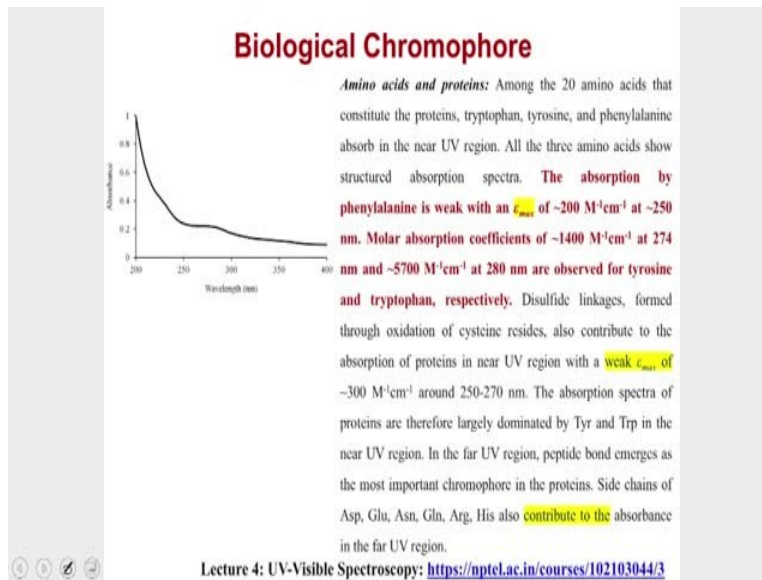 Biological Chromophore
Amino acids and proteins: Among the 20 amino acids that
constitute the proteins, tryptophan, tyrosine, and phenylalanine
absorb in the near UV region. All the three amino acids show
structured absorption spectra. The absorption by
phenylalanine is weak with an εmax of ~200 M⁻¹cm⁻¹ at ~250
nm. Molar absorption coefficients of ~1400 M⁻¹cm⁻¹ at 274
nm and ~5700 M⁻¹cm⁻¹ at 280 nm are observed for tyrosine
and tryptophan, respectively. Disulfide linkages, formed
through oxidation of cysteine resides, also contribute to the
absorption of proteins in near UV region with a weak εmax of
~300 M⁻¹cm⁻¹ around 250-270 nm. The absorption spectra of
proteins are therefore largely dominated by Tyr and Trp in the
near UV region. In the far UV region, peptide bond emerges as
the most important chromophore in the proteins. Side chains of
Asp, Glu, Asn, Gln, Arg, His also contribute to the absorbance
in the far UV region.
Absorbance
1
0.8
0.6
0.4
0.2
0
200 250 300 350 400
Wavelength (nm)
Lecture 4: UV-Visible Spectroscopy: https://nptel.ac.in/courses/102103044/3